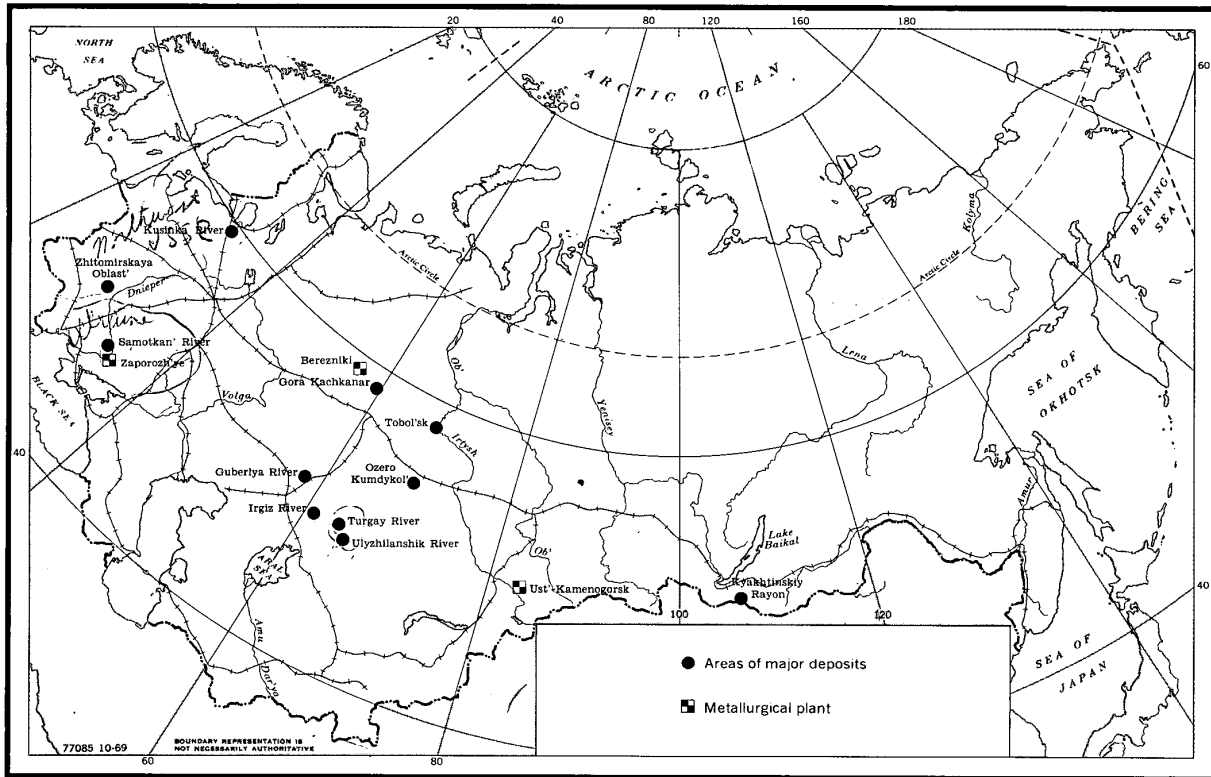 20 40 80 120 160 180
NORTH
SEA
ARCTIC OCEAN
60
BERING
SEA
Kolyma
Arctic Circle
Arctic Circle
Northwest
Kusinka River
Zhitomirskaya
Oblast'
Dnieper
Ukraine
Samotkan' River
Zaporozh'ye
BLACK SEA
Volga
Berezniki
Gora Kachkanar
Ob'
Yenisey
Lena
SEA OF
OKHOTSK
Tobol'sk
Irtysh
40
Guberlya River
Ozero
Kumdykol'
Irgiz River
Turgay River
Ulyzhilanshik River
ARAL
SEA
Ob'
Ust'-Kamenogorsk
Lake
Baikal
Kyakhtinskiy
Rayon
Amur
40
100
120
Amu
Dar'ya
Areas of major deposits
Metallurgical plant
SEA OF
JAPAN
77085 10-69
BOUNDARY REPRESENTATION IS
NOT NECESSARILY AUTHORITATIVE
60
80